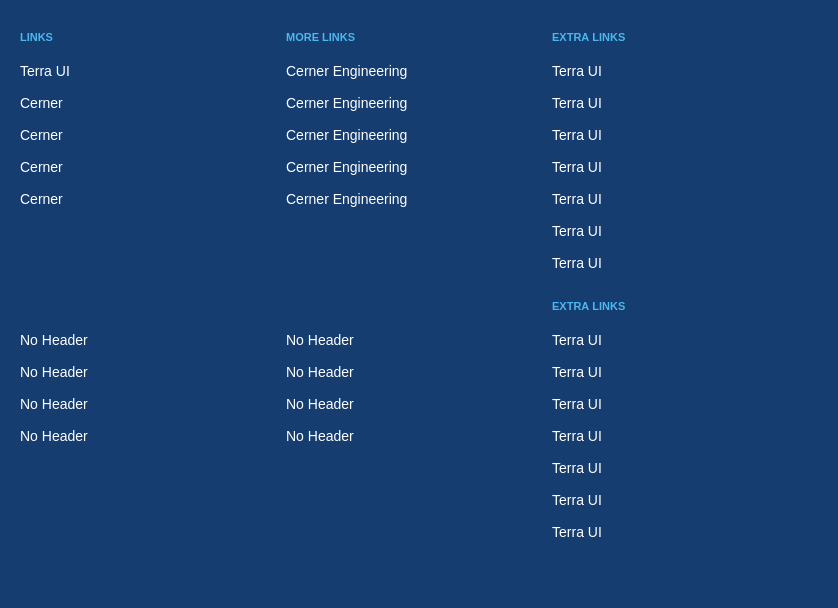 LINKS
Terra UI
Cerner
Cerner
Cerner
Cerner
MORE LINKS
Cerner Engineering
Cerner Engineering
Cerner Engineering
Cerner Engineering
Cerner Engineering
EXTRA LINKS
Terra UI
Terra UI
Terra UI
Terra UI
Terra UI
Terra UI
Terra UI
No Header
No Header
No Header
No Header
No Header
No Header
No Header
No Header
EXTRA LINKS
Terra UI
Terra UI
Terra UI
Terra UI
Terra UI
Terra UI
Terra UI